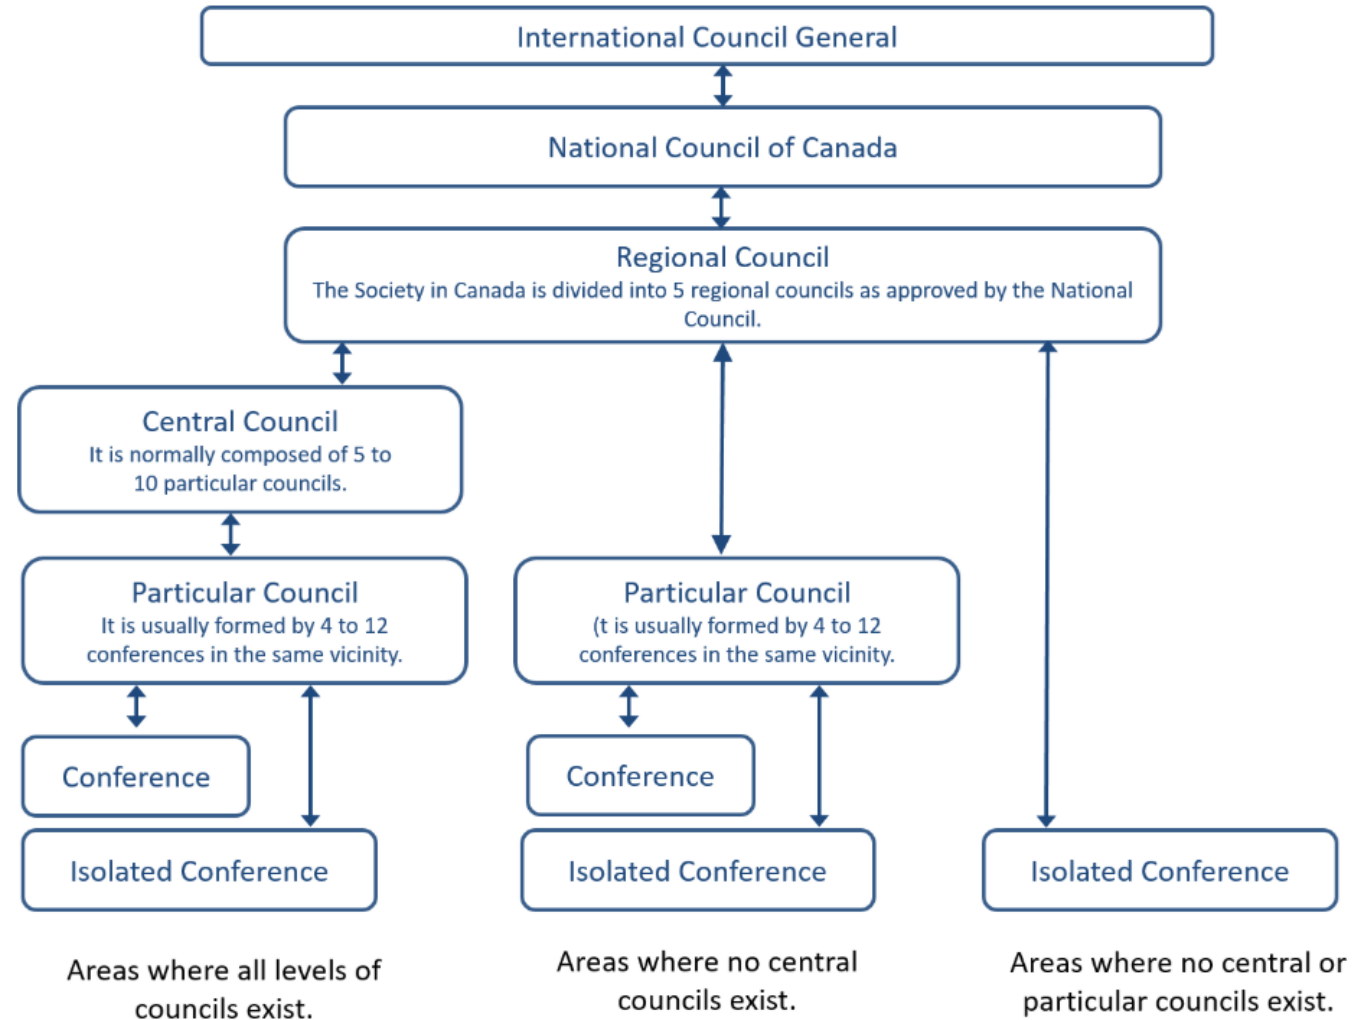 International Council General
National Council of Canada
Regional Council
The Society in Canada is divided into 5 regional councils as approved by the National
Council.
Central Council
It is normally composed of 5 to
10 particular councils.
Particular Council
It is usually formed by 4 to 12
conferences in the same vicinity.
Particular Council
(t is usually formed by 4 to 12
conferences in the same vicinity.
Conference
Conference
Isolated Conference
Isolated Conference
Isolated Conference
Areas where all levels of
councils exist.
Areas where no central
councils exist.
Areas where no central or
particular councils exist.